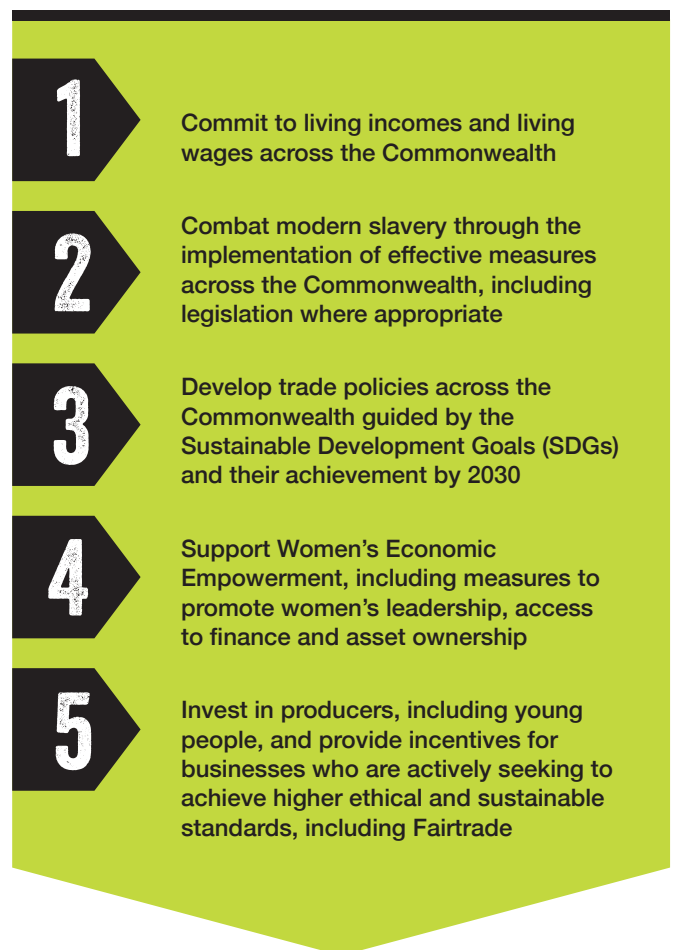 1
Commit to living incomes and living
wages across the Commonwealth
2
Combat modern slavery through the
implementation of effective measures
across the Commonwealth, including
legislation where appropriate
3
Develop trade policies across the
Commonwealth guided by the
Sustainable Development Goals (SDGs)
and their achievement by 2030
4
Support Women’s Economic
Empowerment, including measures to
promote women’s leadership, access
to finance and asset ownership
5
Invest in producers, including young
people, and provide incentives for
businesses who are actively seeking to
achieve higher ethical and sustainable
standards, including Fairtrade